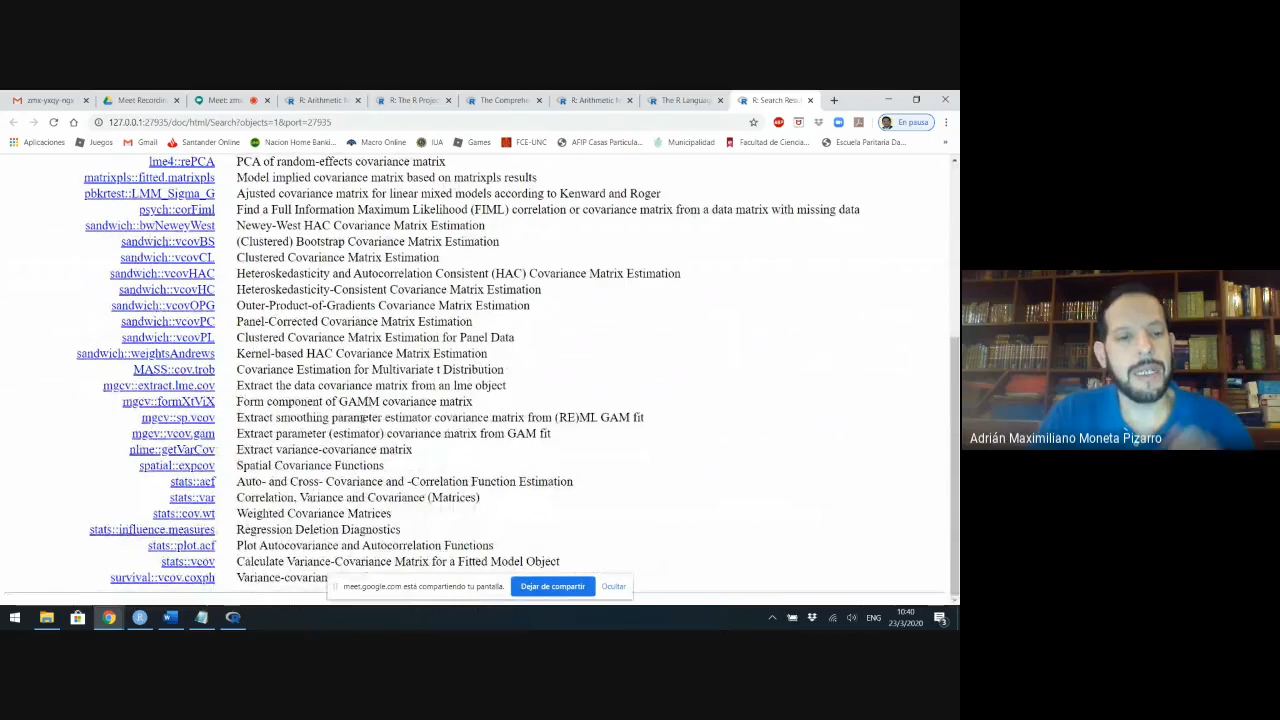 zmx-yxqy-ngx
Meet Recordin
Meet: zmx
R: Arithmetic M
R: The R Projec
The Comprehe
R: Arithmetic M
The R Languag
R: Search Resul
127.0.0.1:27935/doc/html/Search?objects=1&port=27935
En pausa
Aplicaciones Juegos Gmail Santander Online Nacion Home Bankin... Macro Online IUA Games FCE-UNC AFIP Casas Particula... Municipalidad Facultad de Ciencia... Escuela Paritaria Da... »
lme4::rePCA PCA of random-effects covariance matrix
matrixpls::fitted.matrixpls Model implied covariance matrix based on matrixpls results
pbkrtest::LMM_Sigma_G Ajusted covariance matrix for linear mixed models according to Kenward and Roger
psych::corFiml Find a Full Information Maximum Likelihood (FIML) correlation or covariance matrix from a data matrix with missing data
sandwich::bwNeweyWest Newey-West HAC Covariance Matrix Estimation
sandwich::vcovBS (Clustered) Bootstrap Covariance Matrix Estimation
sandwich::vcovCL Clustered Covariance Matrix Estimation
sandwich::vcovHAC Heteroskedasticity and Autocorrelation Consistent (HAC) Covariance Matrix Estimation
sandwich::vcovHC Heteroskedasticity-Consistent Covariance Matrix Estimation
sandwich::vcovOPG Outer-Product-of-Gradients Covariance Matrix Estimation
sandwich::vcovPC Panel-Corrected Covariance Matrix Estimation
sandwich::vcovPL Clustered Covariance Matrix Estimation for Panel Data
sandwich::weightsAndrews Kernel-based HAC Covariance Matrix Estimation
MASS::cov.trob Covariance Estimation for Multivariate t Distribution
mgcv::extract.lme.cov Extract the data covariance matrix from an lme object
mgcv::formXtViX Form component of GAMM covariance matrix
mgcv::sp.vcov Extract smoothing parameter estimator covariance matrix from (RE)ML GAM fit
mgcv::vcov.gam Extract parameter (estimator) covariance matrix from GAM fit
nlme::getVarCov Extract variance-covariance matrix
spatial::expcov Spatial Covariance Functions
stats::acf Auto- and Cross- Covariance and -Correlation Function Estimation
stats::var Correlation, Variance and Covariance (Matrices)
stats::cov.wt Weighted Covariance Matrices
stats::influence.measures Regression Deletion Diagnostics
stats::plot.acf Plot Autocovariance and Autocorrelation Functions
stats::vcov Calculate Variance-Covariance Matrix for a Fitted Model Object
survival::vcov.coxph Variance-covarian
meet.google.com está compartiendo tu pantalla. Dejar de compartir Ocultar
ENG
10:40
23/3/2020
Adrián Maximiliano Moneta Pizarro